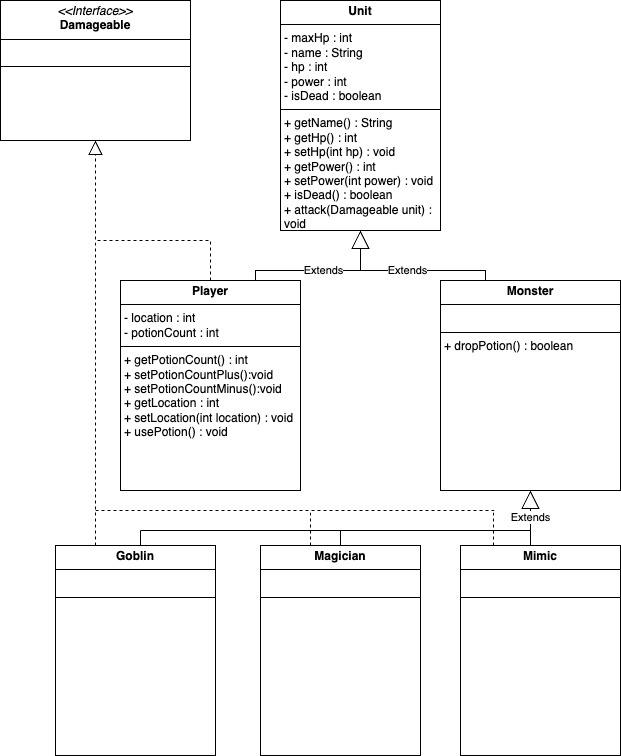 <<Interface>>
Damageable
Unit
- maxHp : int
- name : String
- hp : int
- power : int
- isDead : boolean
+ getName() : String
+ getHp() : int
+ setHp(int hp) : void
+ getPower() : int
+ setPower(int power) : void
+ isDead() : boolean
+ attack(Damageable unit) :
void
Extends
Extends
Player
- location : int
- potionCount : int
+ getPotionCount() : int
+ setPotionCountPlus():void
+ setPotionCountMinus():void
+ getLocation : int
+ setLocation(int location) : void
+ usePotion() : void
Monster
+ dropPotion() : boolean
Extends
Goblin
Magician
Mimic